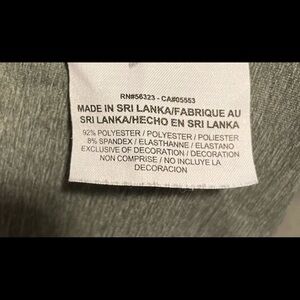 RN#56323 - CA#05553
MADE IN SRI LANKA/FABRIQUE AU
SRI LANKA/HECHO EN SRI LANKA
92% POLYESTER / POLYESTER / POLIESTER
8% SPANDEX / ELASTHANNE / ELASTANO
EXCLUSIVE OF DECORATION / DECORATION
NON COMPRISE / NO INCLUYE LA
DECORACION